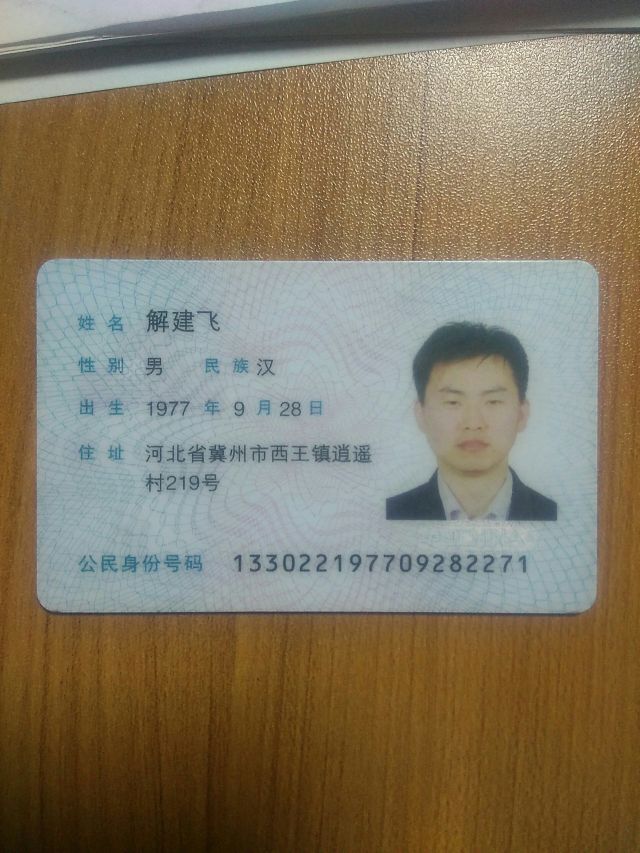 姓名 解建飞
性别 男 民族 汉
出生 1977 年 9 月 28 日
住址 河北省冀州市西王镇逍遥
村219号
公民身份号码 133022197709282271